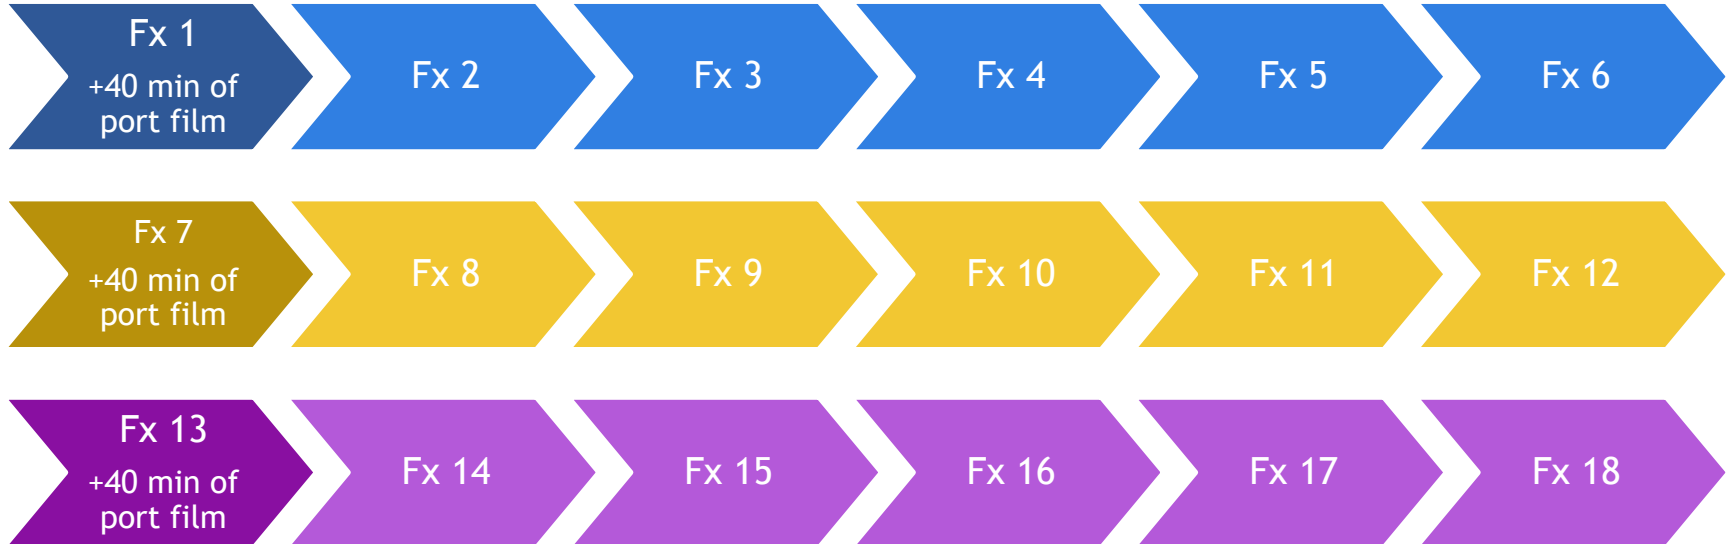 Fx 1
+40 min of
port film
Fx 2
Fx 3
Fx 4
Fx 5
Fx 6
Fx 7
+40 min of
port film
Fx 8
Fx 9
Fx 10
Fx 11
Fx 12
Fx 13
+40 min of
port film
Fx 14
Fx 15
Fx 16
Fx 17
Fx 18